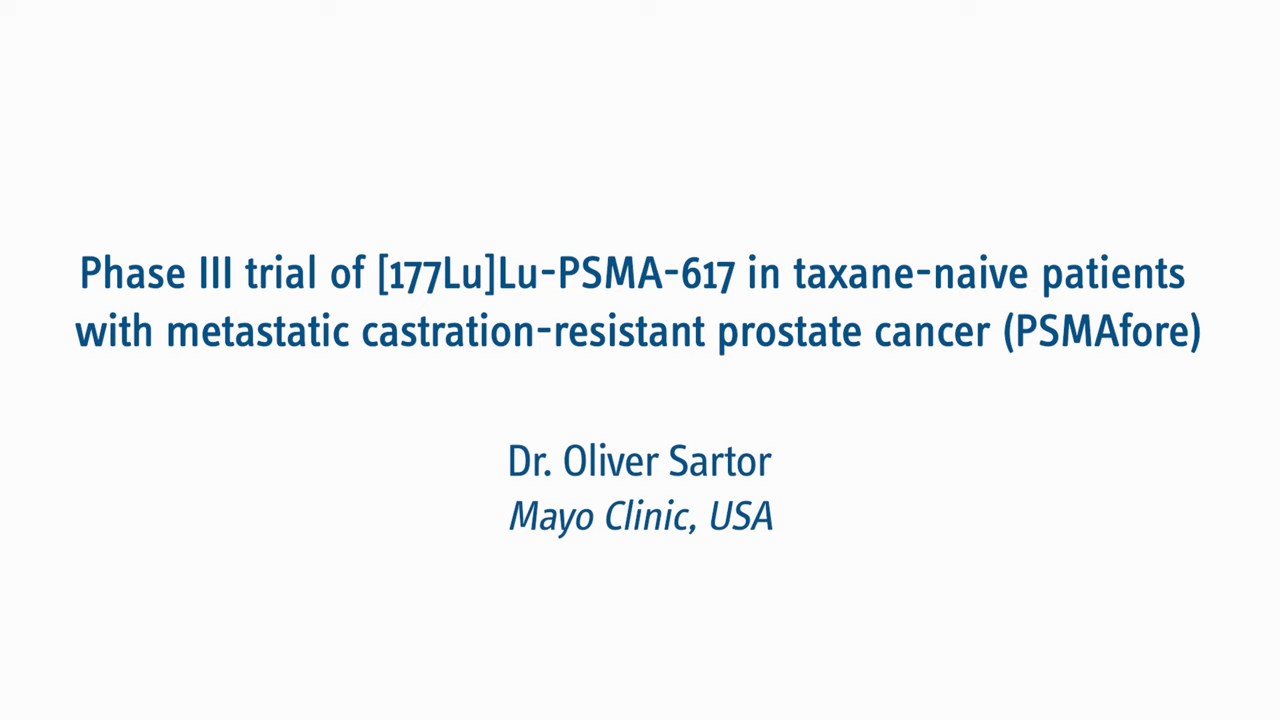 Phase III trial of [177Lu]Lu-PSMA-617 in taxane-naive patients
with metastatic castration-resistant prostate cancer (PSMAfore)
Dr. Oliver Sartor
Mayo Clinic, USA